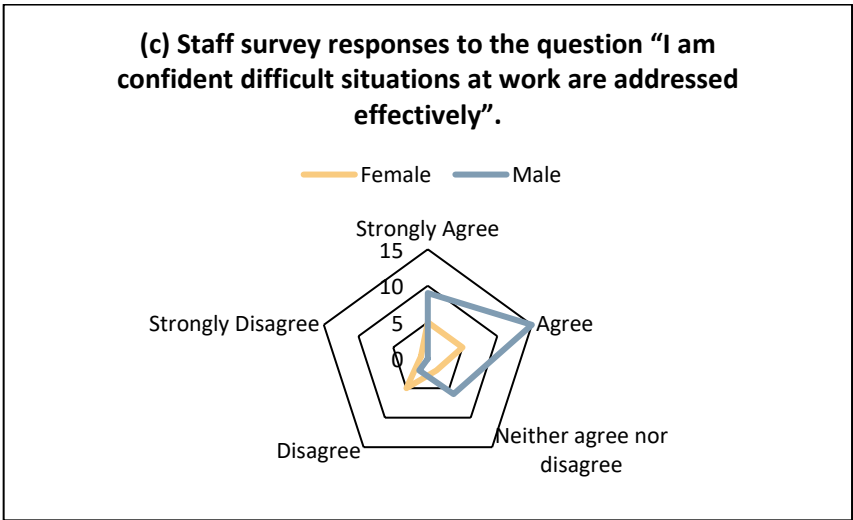 (c) Staff survey responses to the question “I am
confident difficult situations at work are addressed
effectively”.
Female Male
Strongly Agree
15
10
5
0
Agree
Neither agree nor
disagree
Disagree
Strongly Disagree